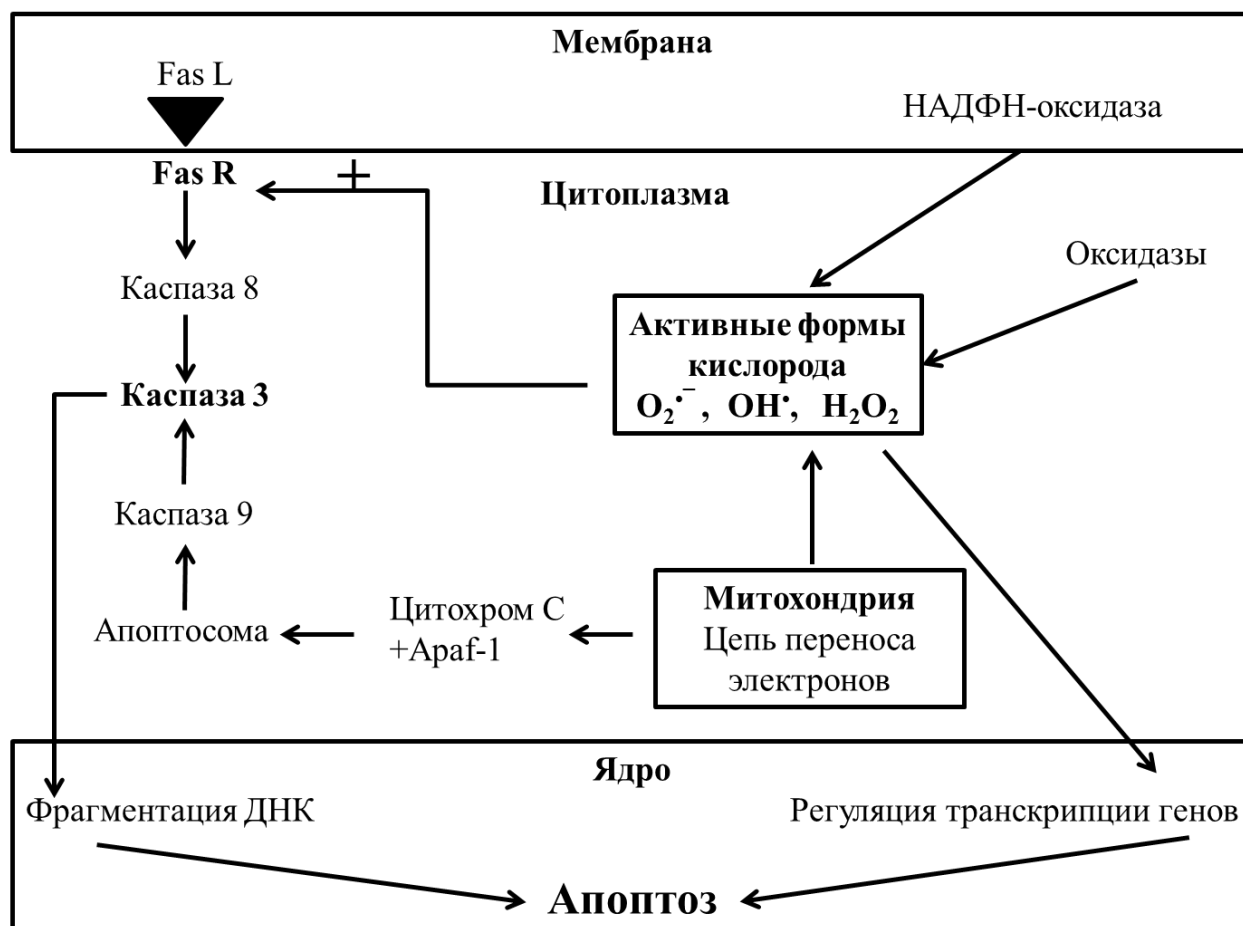 Мембрана
Fas L
НАДФН-оксидаза
Fas R
+
Цитоплазма
Каспаза 8
Оксидазы
Активные формы
кислорода
O₂•⁻ , OH•, H₂O₂
Каспаза 3
Каспаза 9
Митохондрия
Цепь переноса
электронов
Цитохром С
+Apaf-1
Апоптосома
Ядро
Фрагментация ДНК
Регуляция транскрипции генов
Апоптоз